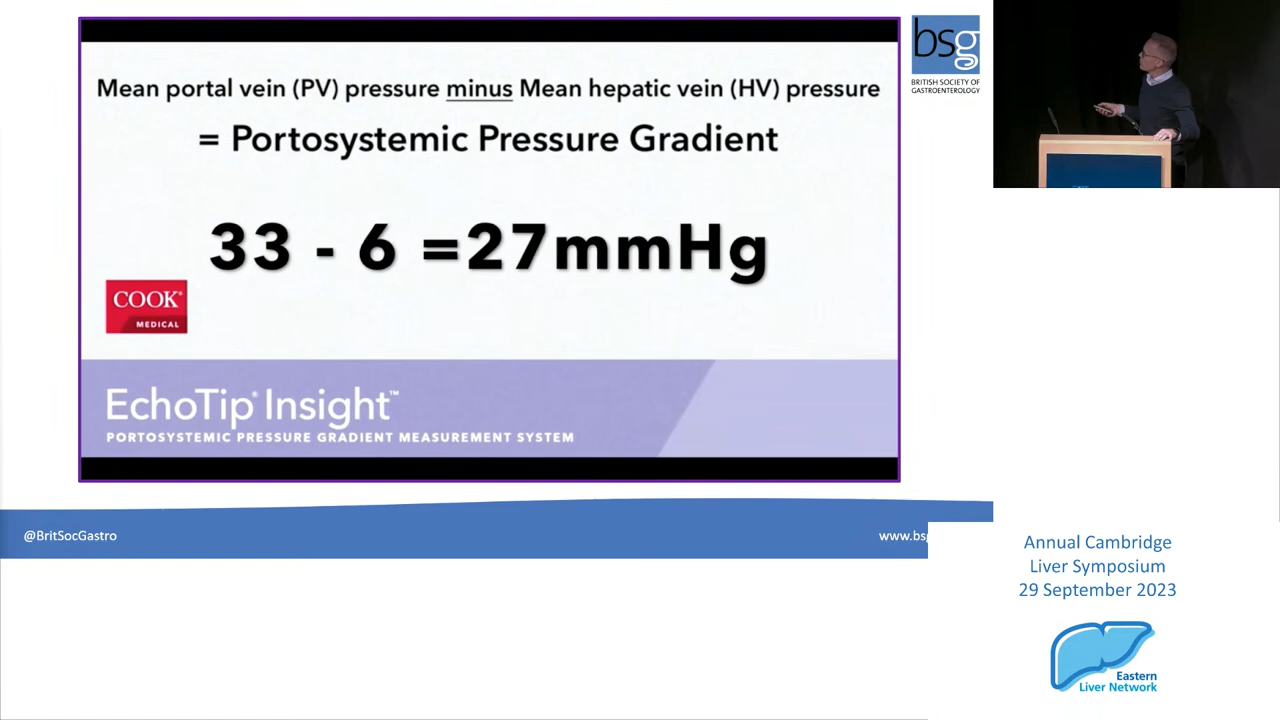 Mean portal vein (PV) pressure minus Mean hepatic vein (HV) pressure
= Portosystemic Pressure Gradient
33 - 6 =27mmHg
COOK®
MEDICAL
EchoTip® Insight™
PORTOSYSTEMIC PRESSURE GRADIENT MEASUREMENT SYSTEM
bsg
BRITISH SOCIETY OF
GASTROENTEROLOGY
@BritSocGastro
www.bs
Annual Cambridge
Liver Symposium
29 September 2023
Eastern
Liver Network